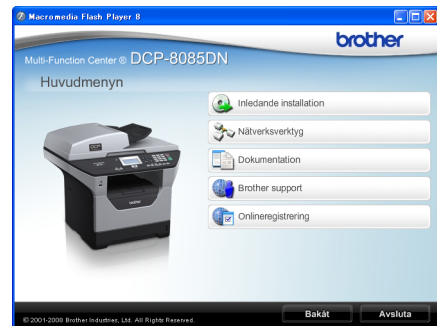 Macromedia Flash Player 8
brother
Multi-Function Center ® DCP-8085DN
Huvudmenyn
Inledande installation
Nätverksverktyg
Dokumentation
Brother support
Onlineregistrering
© 2001-2008 Brother Industries, Ltd. All Rights Reserved.
Bakåt
Avsluta